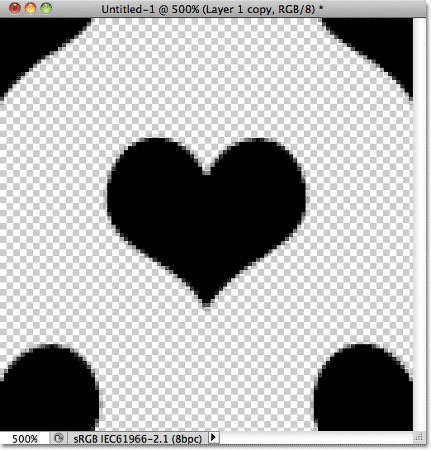 Untitled-1 @ 500% (Layer 1 copy, RGB/8) *
500% sRGB IEC61966-2.1 (8bpc)